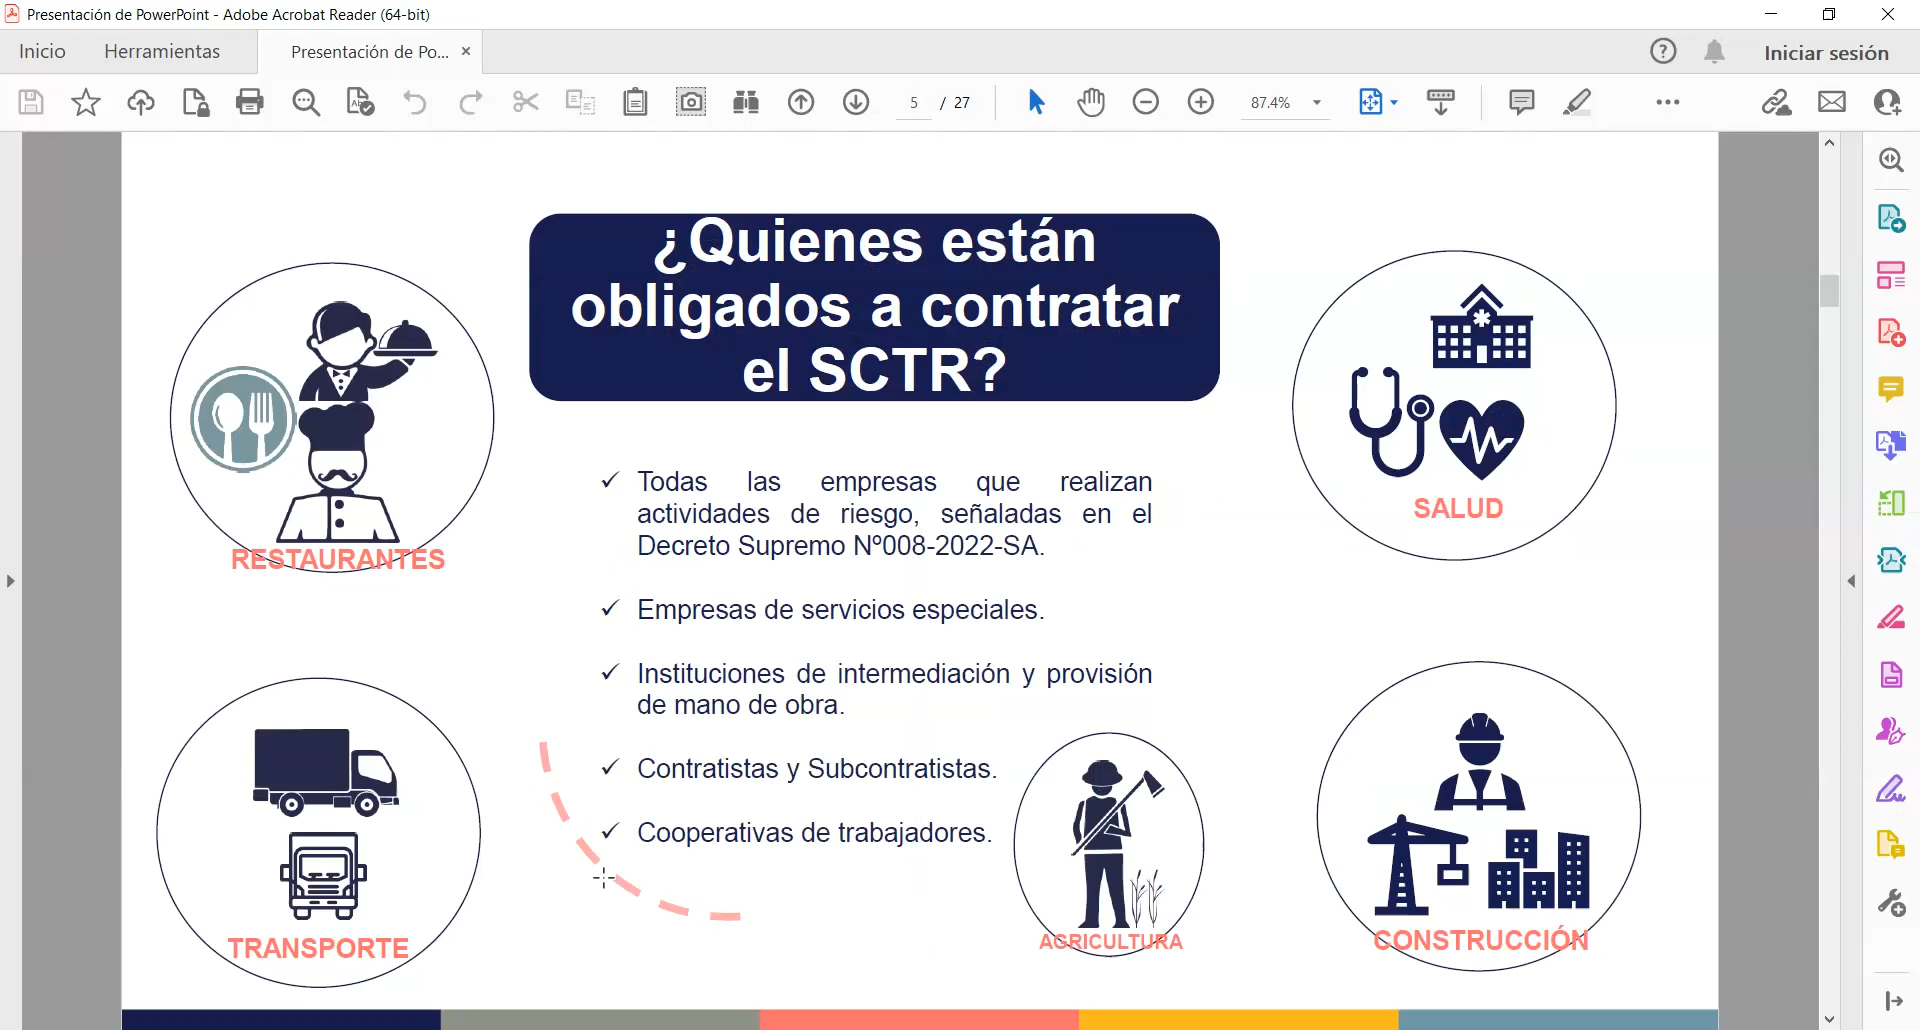 Presentación de PowerPoint - Adobe Acrobat Reader (64-bit)
Inicio
Herramientas
Presentación de Po...
Iniciar sesión
5 / 27
87.4%
¿Quienes están
obligados a contratar
el SCTR?
RESTAURANTES
SALUD
Todas las empresas que realizan
actividades de riesgo, señaladas en el
Decreto Supremo Nº008-2022-SA.
Empresas de servicios especiales.
Instituciones de intermediación y provisión
de mano de obra.
Contratistas y Subcontratistas.
Cooperativas de trabajadores.
TRANSPORTE
AGRICULTURA
CONSTRUCCIÓN